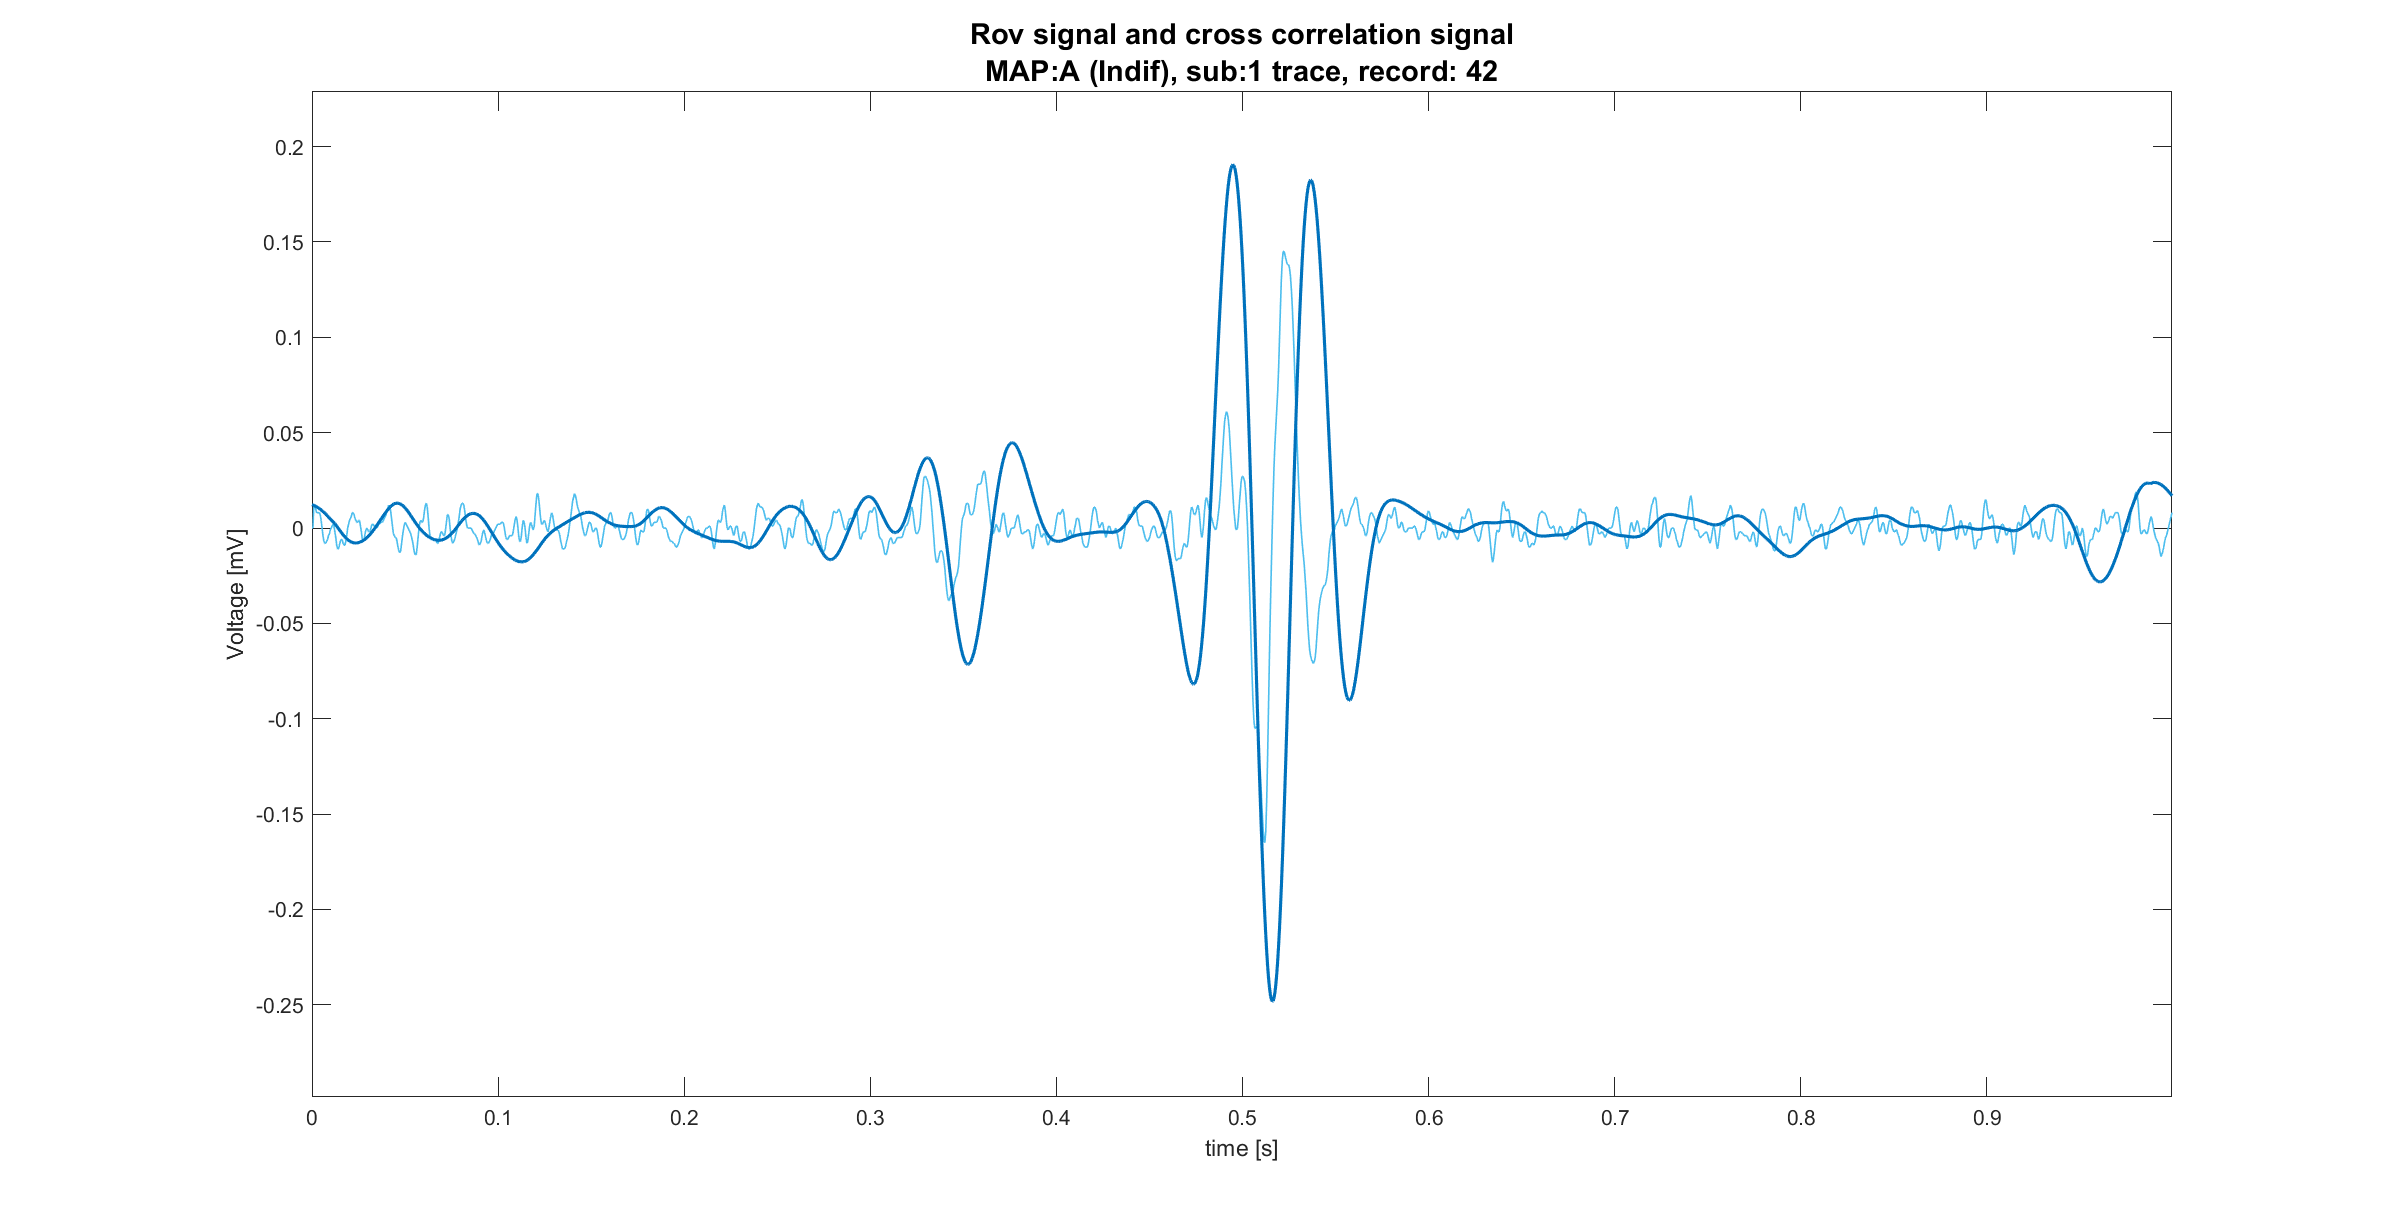 Rov signal and cross correlation signal
MAP:A (Indif), sub:1 trace, record: 42
0.2
0.15
0.1
0.05
0
-0.05
-0.1
-0.15
-0.2
-0.25
Voltage [mV]
0 0.1 0.2 0.3 0.4 0.5 0.6 0.7 0.8 0.9
time [s]